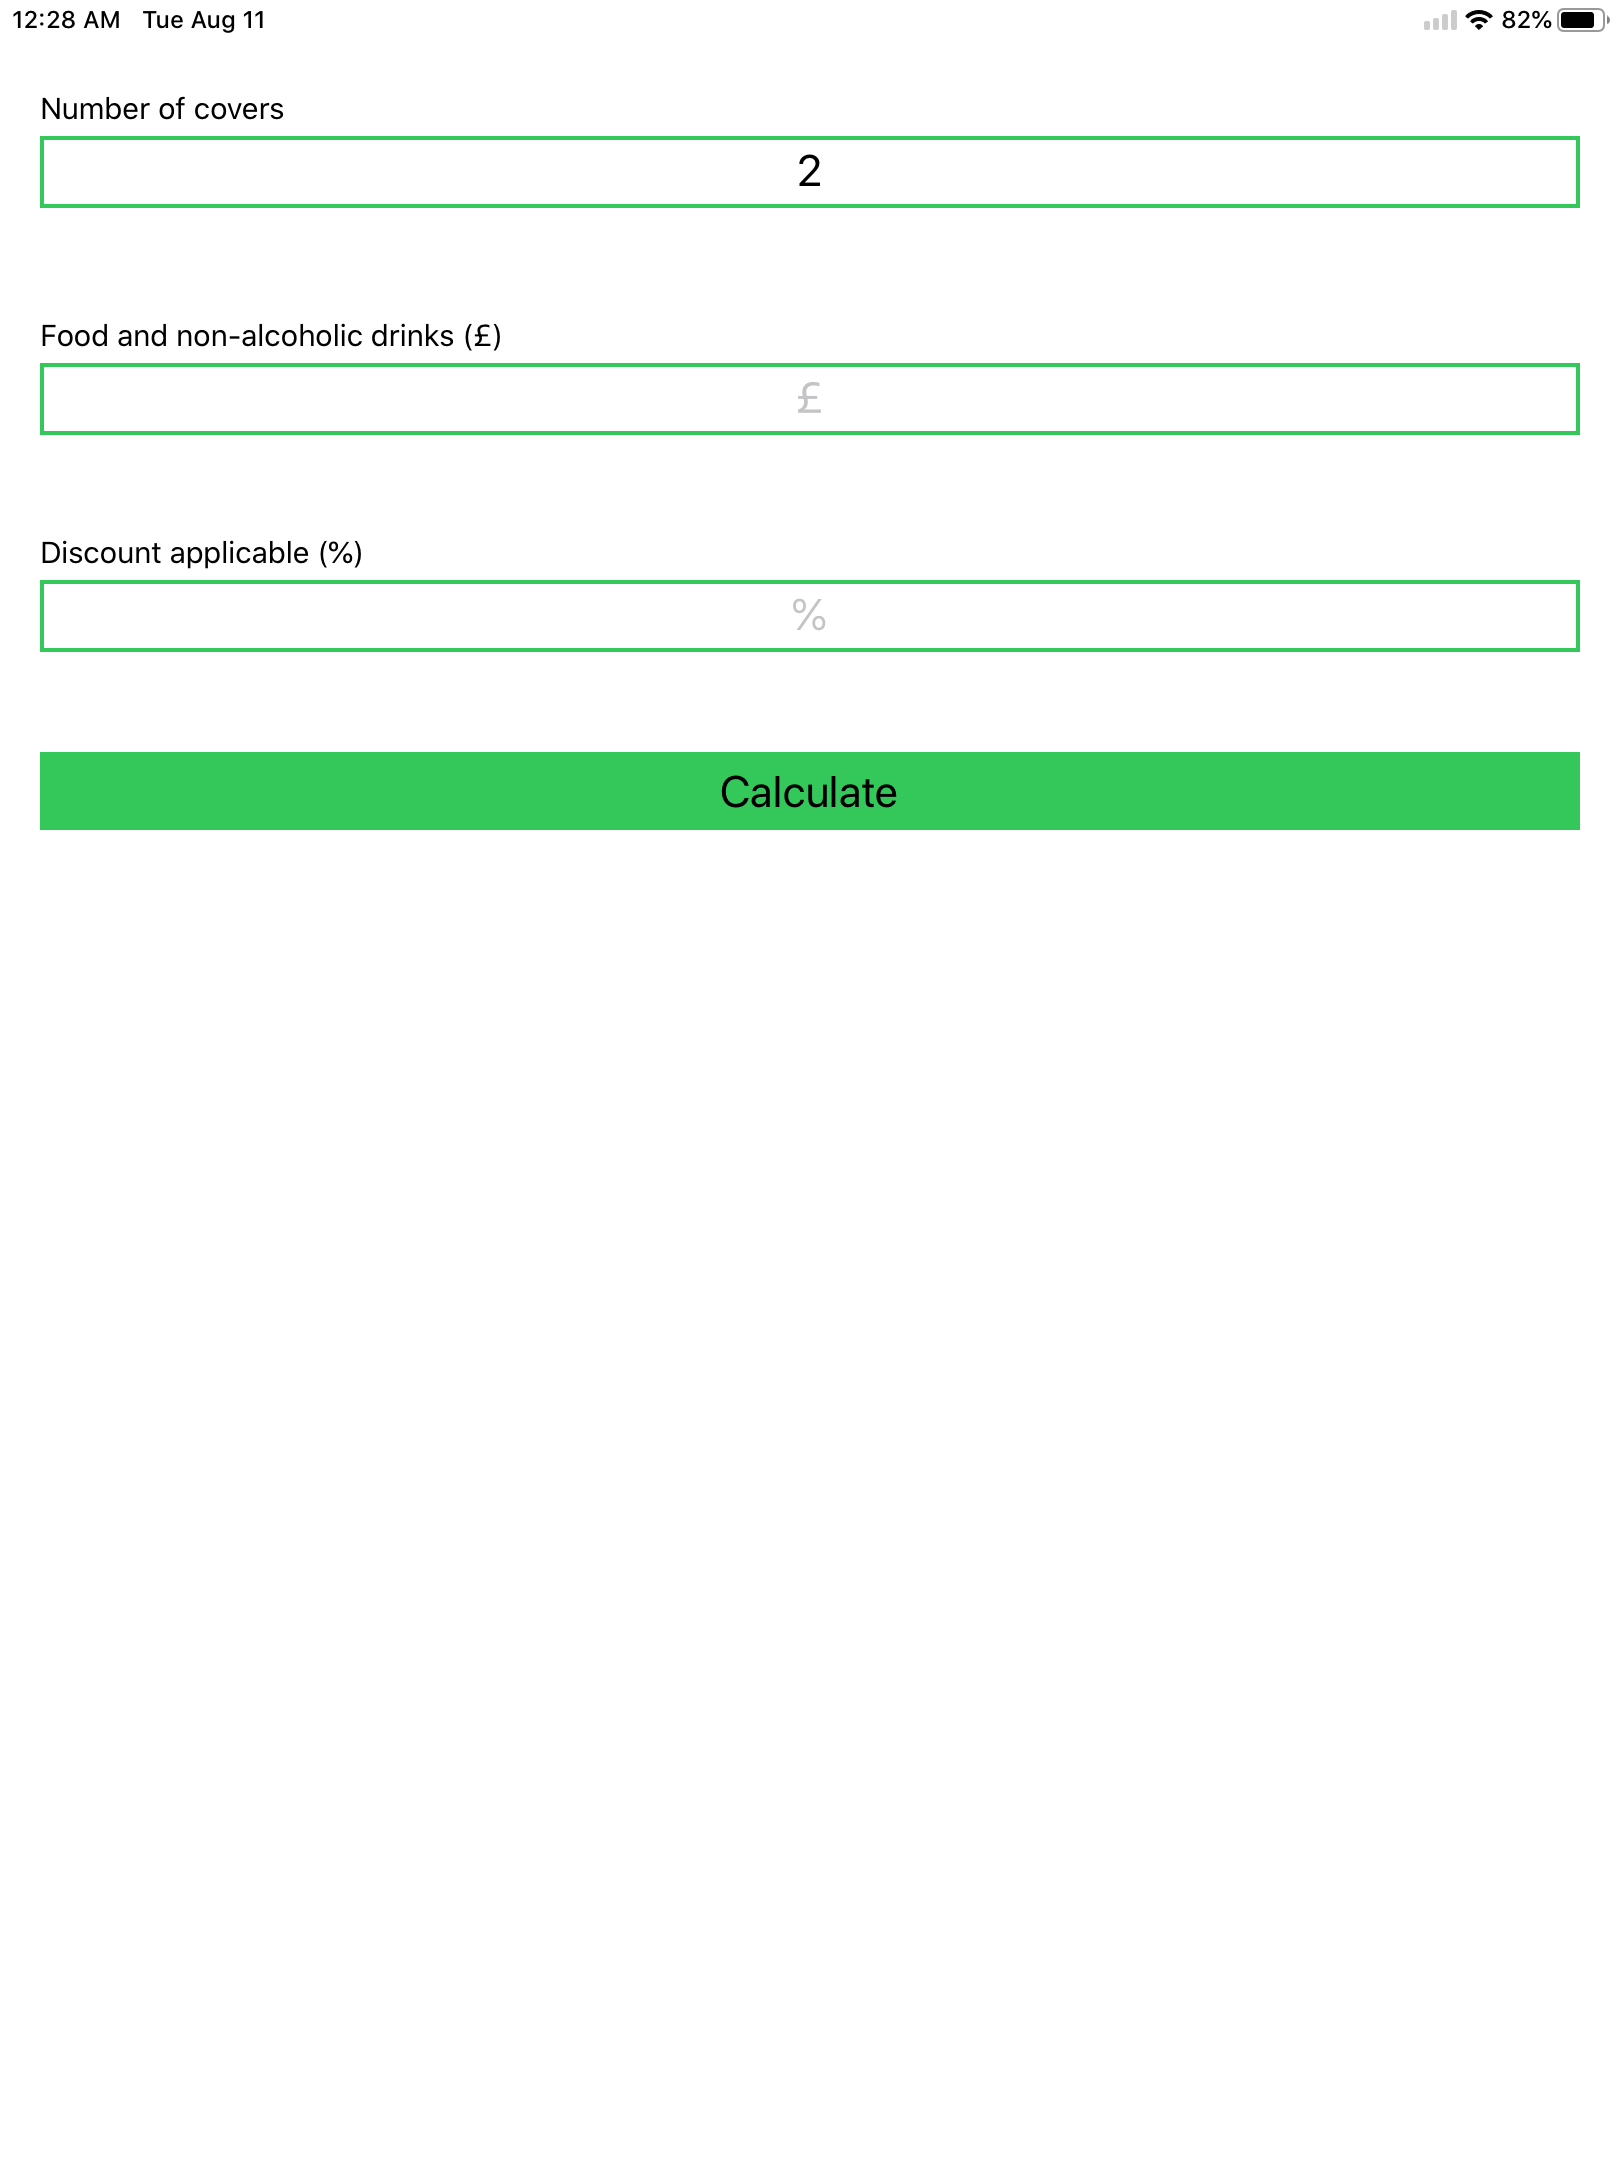 12:28 AM Tue Aug 11 82%
Number of covers
2
Food and non-alcoholic drinks (£)
£
Discount applicable (%)
%
Calculate